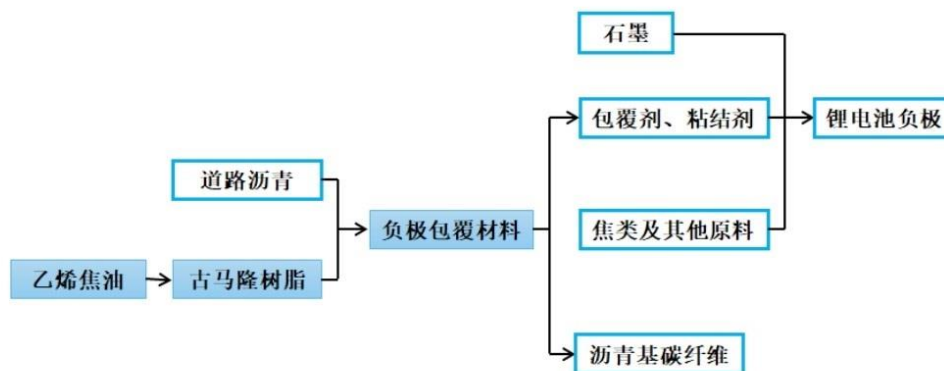 石墨
包覆剂、粘结剂
锂电池负极
道路沥青
负极包覆材料
焦类及其他原料
乙烯焦油
古马隆树脂
沥青基碳纤维